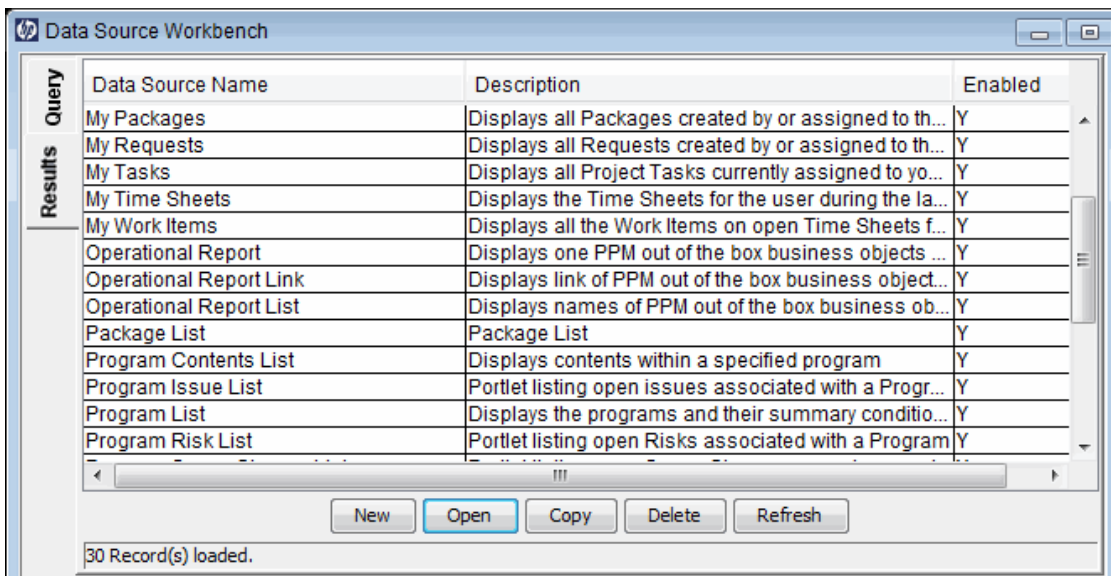 hp Data Source Workbench
Query
Results
Data Source Name Description Enabled
My Packages Displays all Packages created by or assigned to th... Y
My Requests Displays all Requests created by or assigned to th... Y
My Tasks Displays all Project Tasks currently assigned to yo... Y
My Time Sheets Displays the Time Sheets for the user during the la... Y
My Work Items Displays all the Work Items on open Time Sheets f... Y
Operational Report Displays one PPM out of the box business objects ... Y
Operational Report Link Displays link of PPM out of the box business object... Y
Operational Report List Displays names of PPM out of the box business ob... Y
Package List Package List Y
Program Contents List Displays contents within a specified program Y
Program Issue List Portlet listing open issues associated with a Progr... Y
Program List Displays the programs and their summary conditio... Y
Program Risk List Portlet listing open Risks associated with a Program Y
New Open Copy Delete Refresh
30 Record(s) loaded.